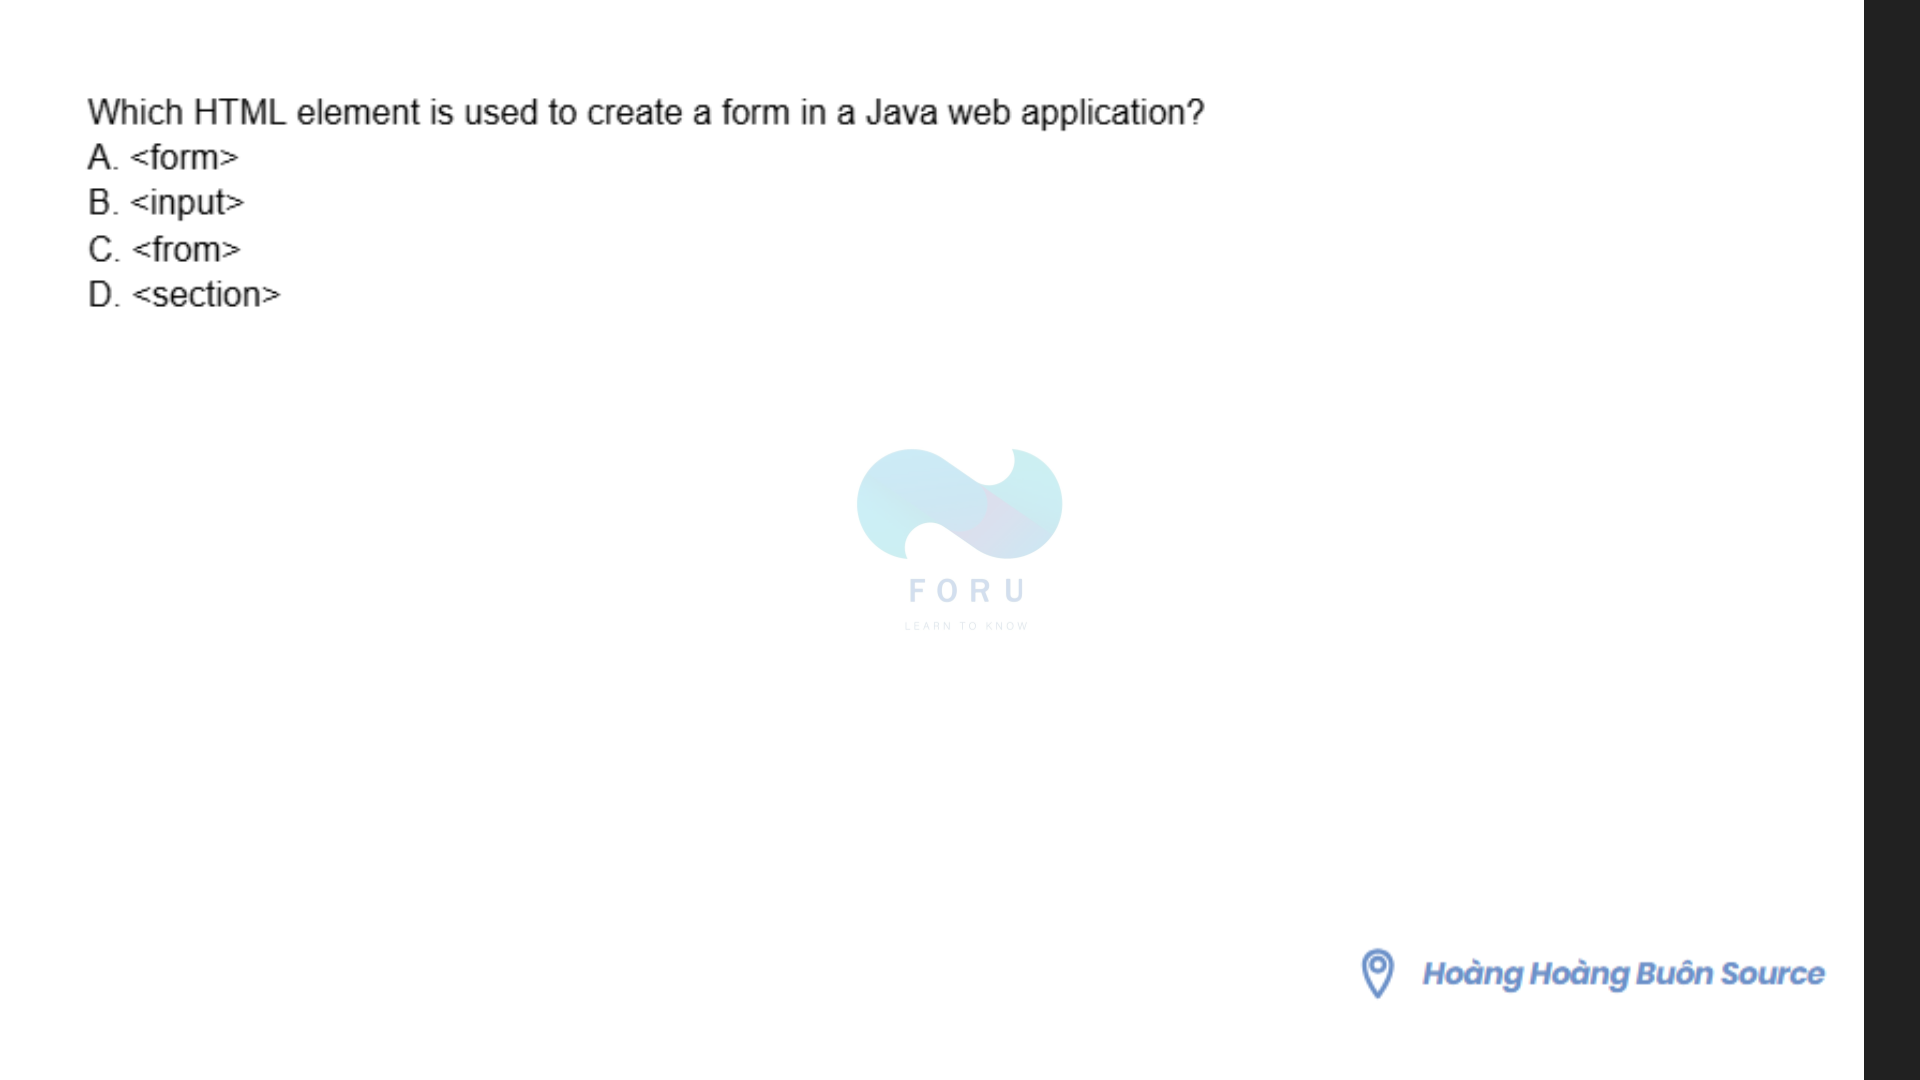 Which HTML element is used to create a form in a Java web application?
A. <form>
B. <input>
C. <from>
D. <section>
FORU
LEARN TO KNOW
Hoàng Hoàng Buôn Source